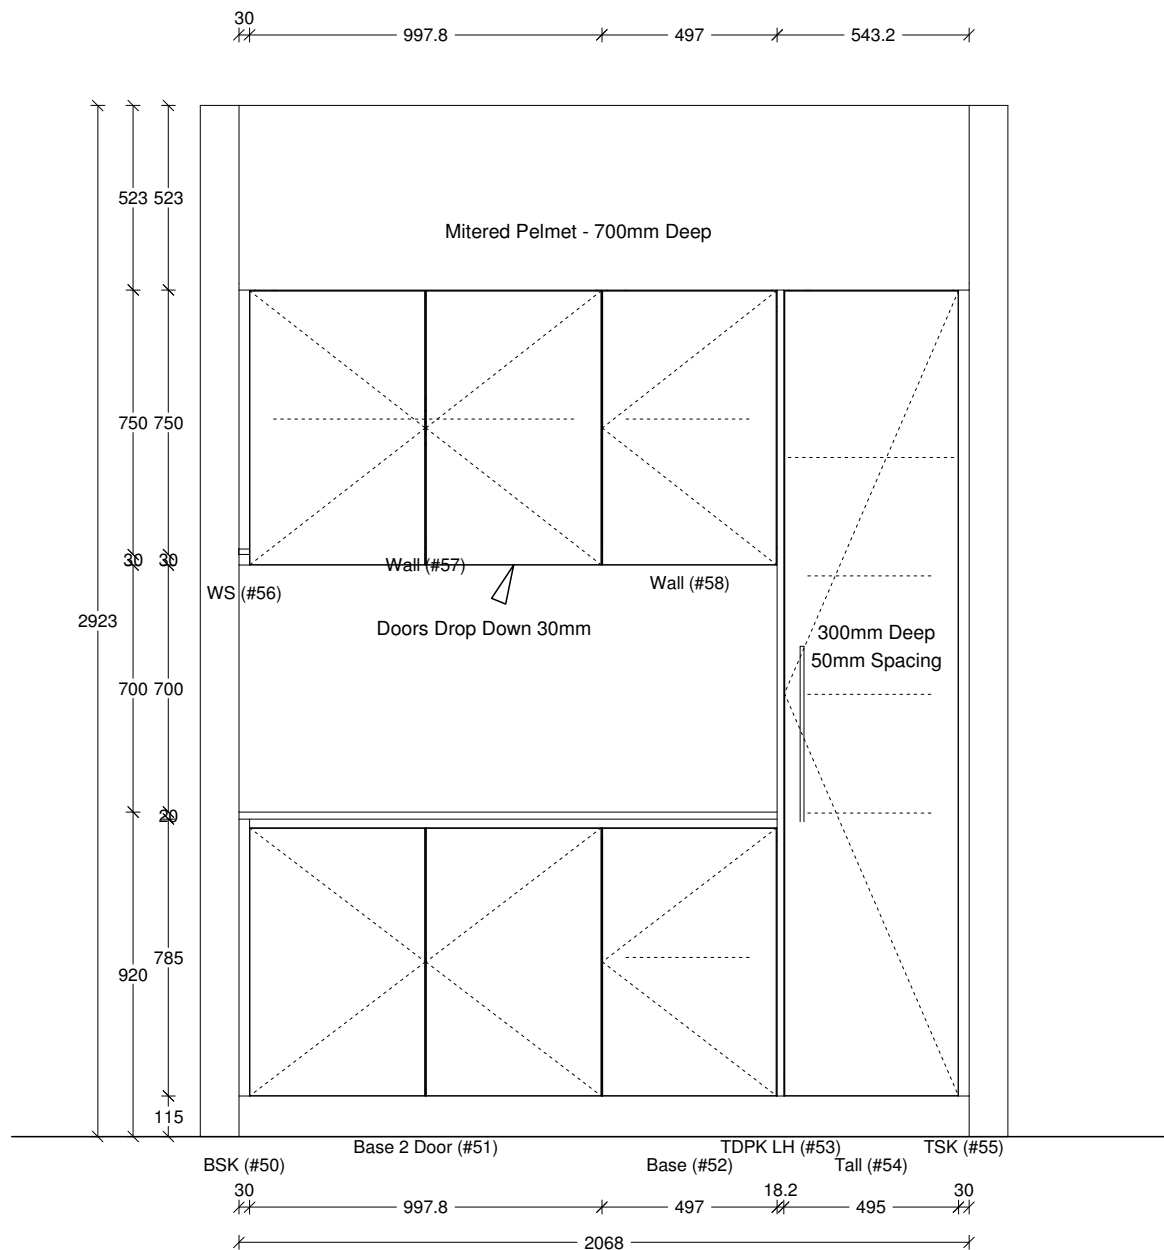 30
997.8 497 543.2
523 523
Mitered Pelmet - 700mm Deep
750 750
30 30
Wall (#57)
Wall (#58)
WS (#56)
2923
Doors Drop Down 30mm
300mm Deep
50mm Spacing
700 700
20
785
920
115
Base 2 Door (#51) TDPK LH (#53) TSK (#55)
BSK (#50) Base (#52) Tall (#54)
30 18.2 30
997.8 497 495
2068